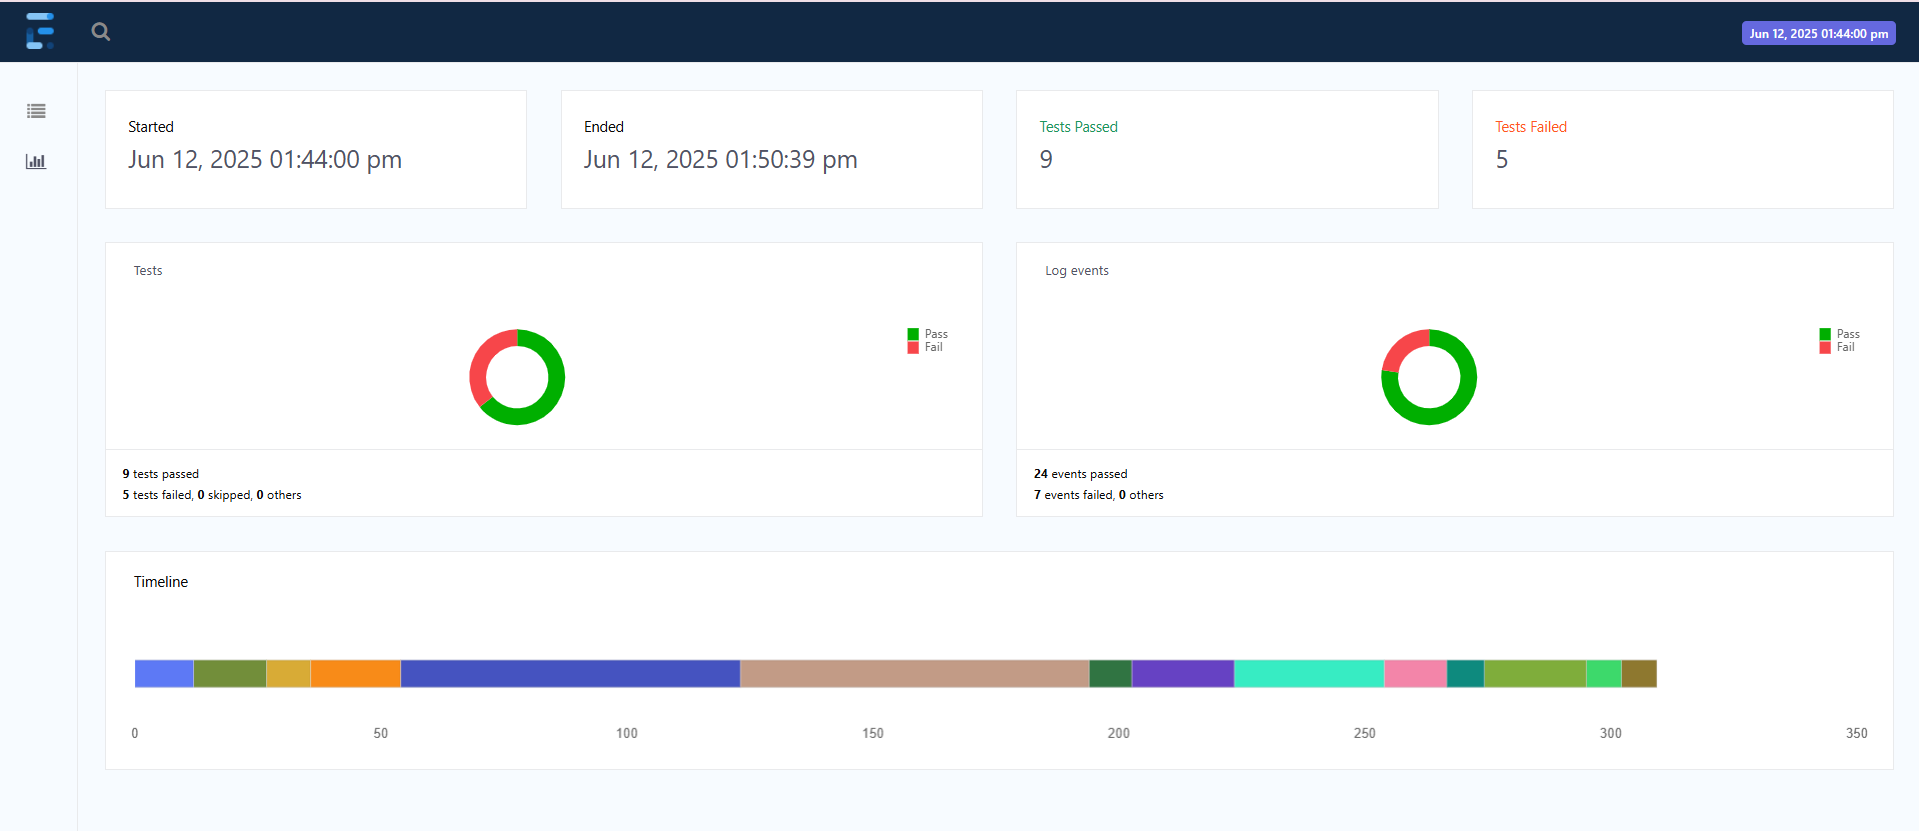 Jun 12, 2025 01:44:00 pm
Started
Jun 12, 2025 01:44:00 pm
Ended
Jun 12, 2025 01:50:39 pm
Tests Passed
9
Tests Failed
5
Tests
Pass
Fail
9 tests passed
5 tests failed, 0 skipped, 0 others
Log events
Pass
Fail
24 events passed
7 events failed, 0 others
Timeline
0 50 100 150 200 250 300 350